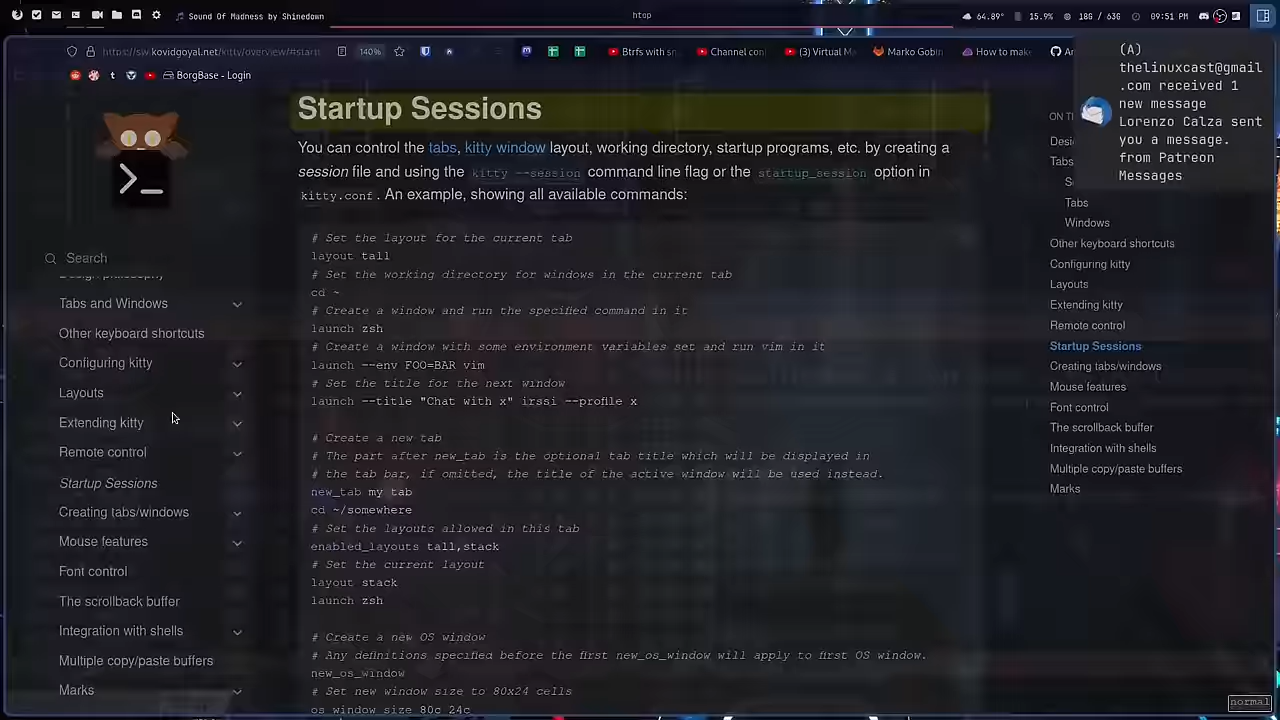 Sound Of Madness by Shinedown
htop
64.89°
15.9%
18G / 63G
09:51 PM
https://sw.kovidgoyal.net/kitty/overview/#start
140%
Btrfs with sn
Channel con
(3) Virtual M
Marko Gobin
How to make
BorgBase - Login
(A)
thelinuxcast@gmail
.com received 1
new message
Lorenzo Calza sent
you a message.
from Patreon
Messages
>_
Search
Design philosophy
Tabs and Windows
Other keyboard shortcuts
Configuring kitty
Layouts
Extending kitty
Remote control
Startup Sessions
Creating tabs/windows
Mouse features
Font control
The scrollback buffer
Integration with shells
Multiple copy/paste buffers
Marks
Startup Sessions
You can control the tabs, kitty window layout, working directory, startup programs, etc. by creating a
session file and using the kitty --session command line flag or the startup_session option in
kitty.conf. An example, showing all available commands:
# Set the layout for the current tab
layout tall
# Set the working directory for windows in the current tab
cd ~
# Create a window and run the specified command in it
launch zsh
# Create a window with some environment variables set and run vim in it
launch --env FOO=BAR vim
# Set the title for the next window
launch --title "Chat with x" irssi --profile x
# Create a new tab
# The part after new_tab is the optional tab title which will be displayed in
# the tab bar, if omitted, the title of the active window will be used instead.
new_tab my tab
cd ~/somewhere
# Set the layouts allowed in this tab
enabled_layouts tall,stack
# Set the current layout
layout stack
launch zsh
# Create a new OS window
# Any definitions specified before the first new_os_window will apply to first OS window.
new_os_window
# Set new window size to 80x24 cells
os_window_size 80c 24c
Tabs
Windows
Other keyboard shortcuts
Configuring kitty
Layouts
Extending kitty
Remote control
Startup Sessions
Creating tabs/windows
Mouse features
Font control
The scrollback buffer
Integration with shells
Multiple copy/paste buffers
Marks
normal